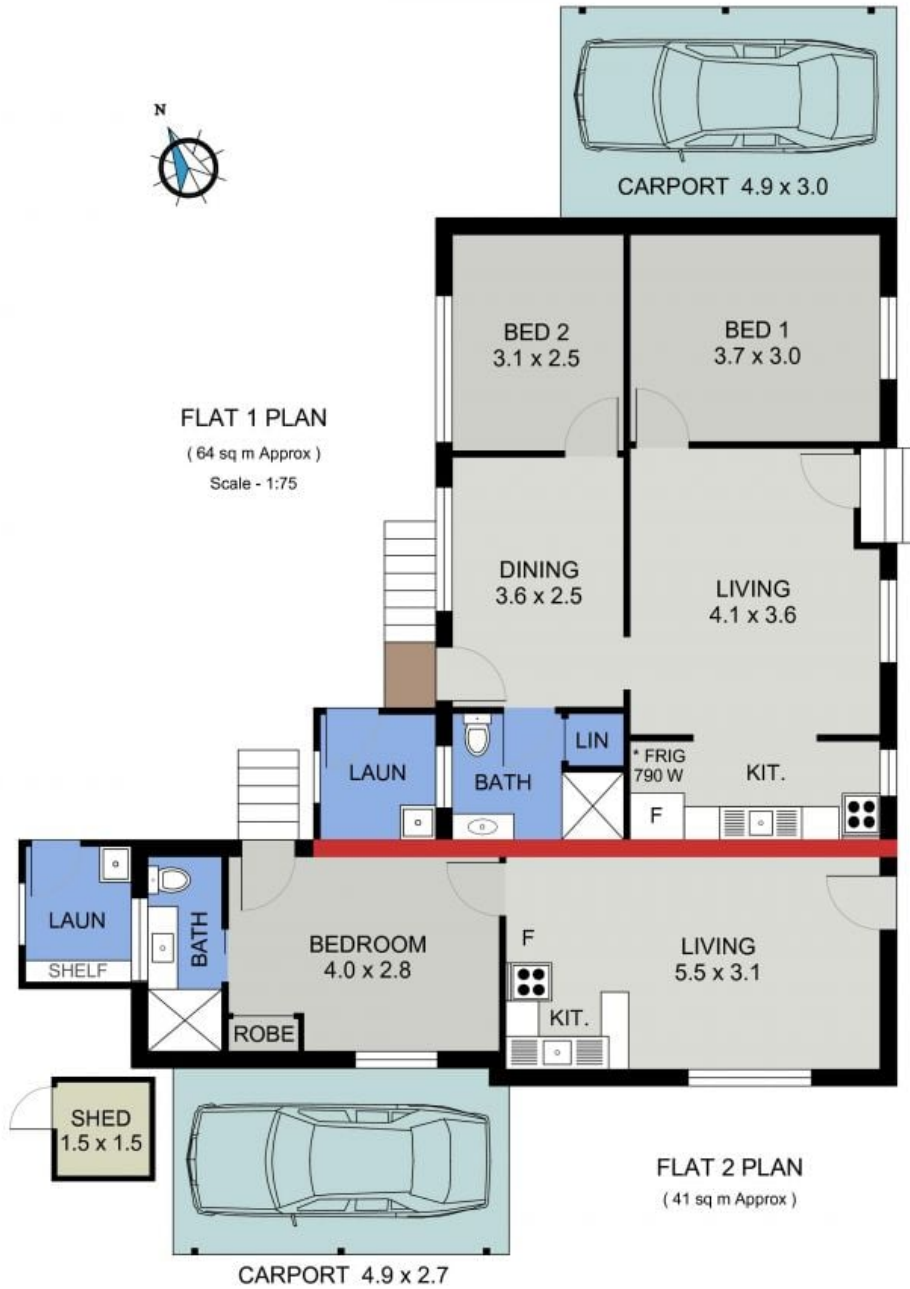 CARPORT 4.9 x 3.0
N
BED 2
3.1 x 2.5
BED 1
3.7 x 3.0
FLAT 1 PLAN
( 64 sq m Approx )
Scale - 1:75
DINING
3.6 x 2.5
LIVING
4.1 x 3.6
LAUN
BATH
LIN
* FRIG
790 W
KIT.
F
LAUN
SHELF
BATH
BEDROOM
4.0 x 2.8
ROBE
F
KIT.
LIVING
5.5 x 3.1
SHED
1.5 x 1.5
FLAT 2 PLAN
( 41 sq m Approx )
CARPORT 4.9 x 2.7